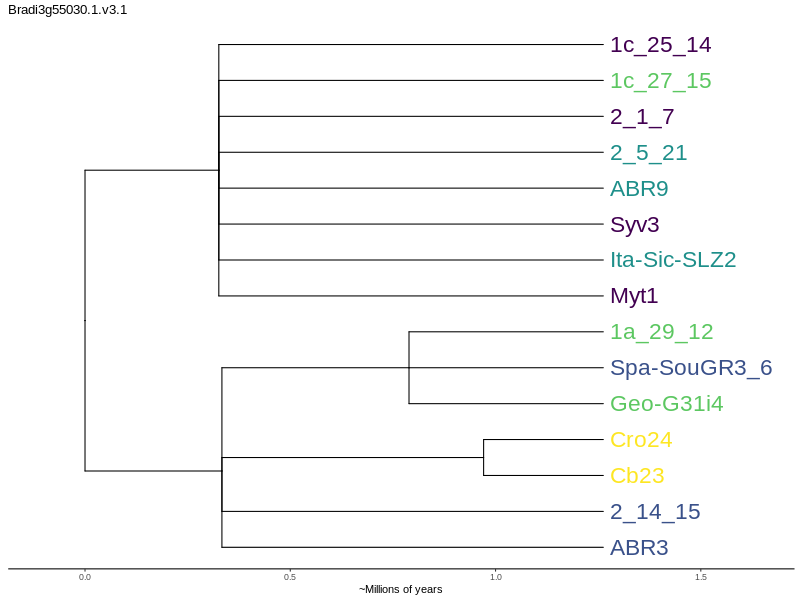 Bradi3g55030.1.v3.1
1c_25_14
1c_27_15
2_1_7
2_5_21
ABR9
Syv3
Ita-Sic-SLZ2
Myt1
1a_29_12
Spa-SouGR3_6
Geo-G31i4
Cro24
Cb23
2_14_15
ABR3
0.0 0.5 1.0 1.5
~Millions of years